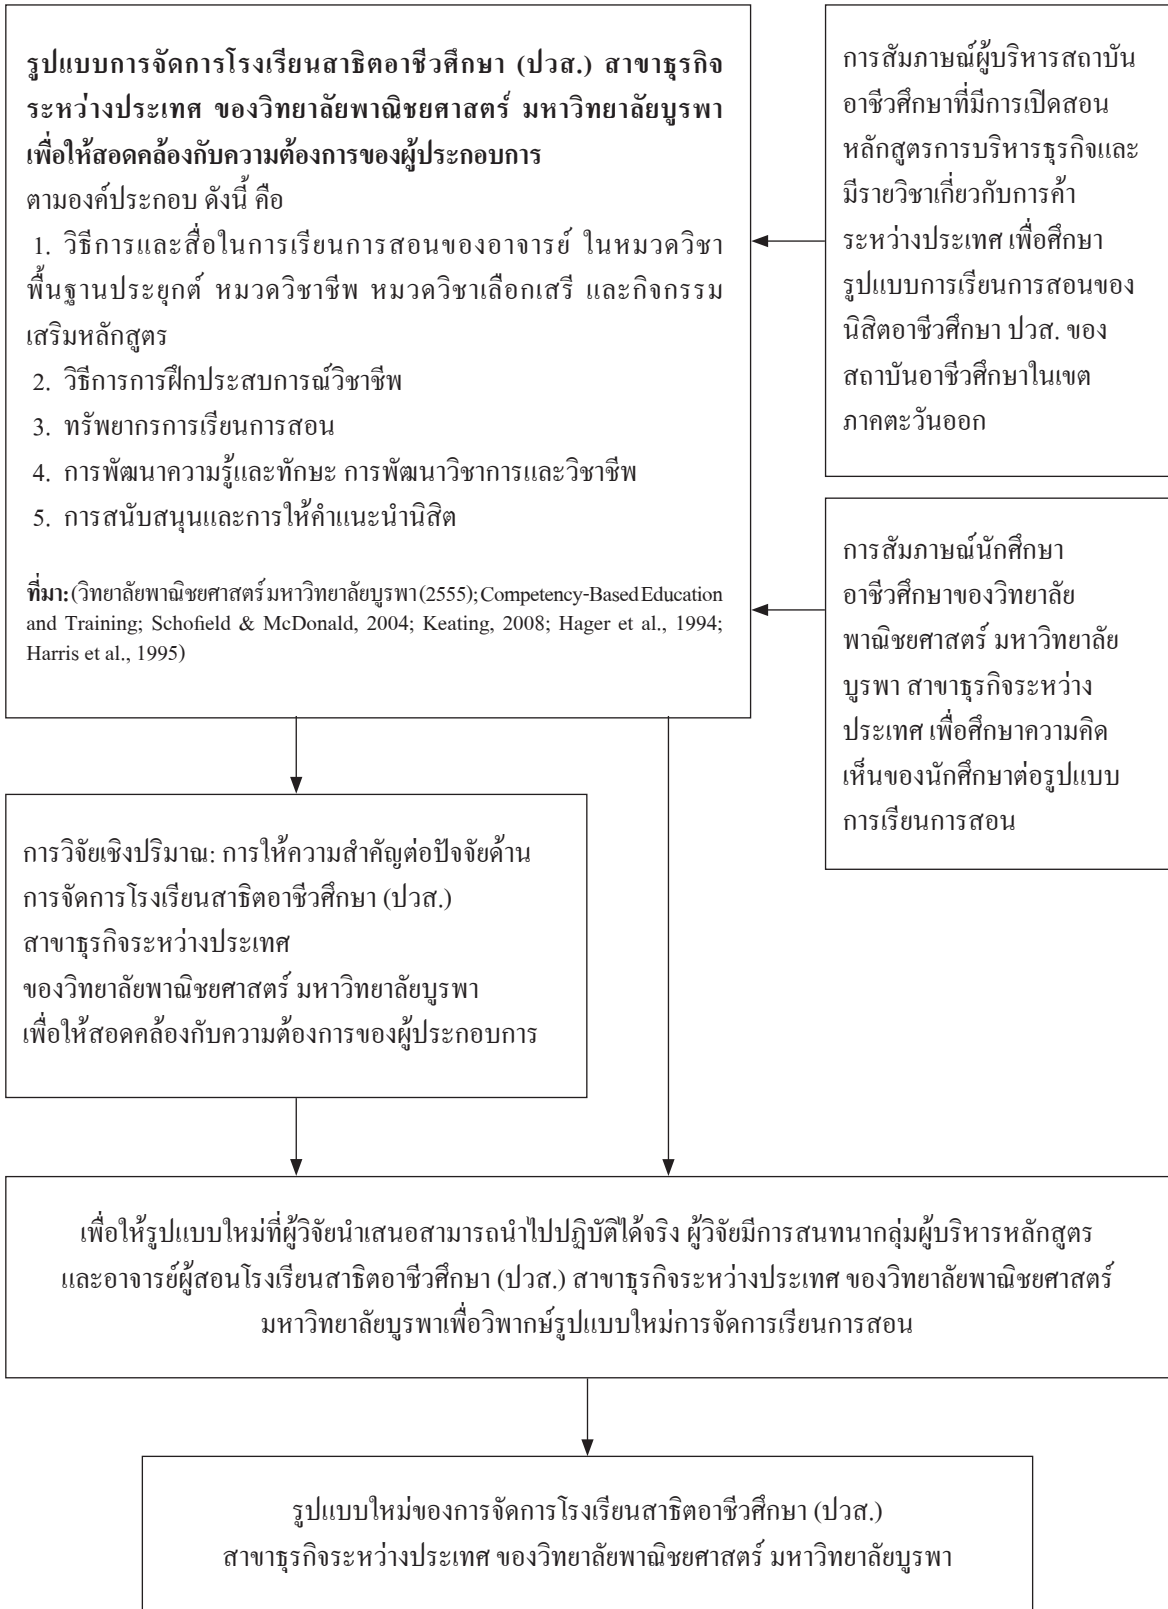 รูปแบบการจัดการโรงเรียนสาธิตอาชีวศึกษา (ปวส.) สาขาธุรกิจ
ระหว่างประเทศ ของวิทยาลัยพาณิชยศาสตร์ มหาวิทยาลัยบูรพา
เพื่อให้สอดคล้องกับความต้องการของผู้ประกอบการ
ตามองค์ประกอบ ดังนี้ คือ
1. วิธีการและสื่อในการเรียนการสอนของอาจารย์ ในหมวดวิชา
พื้นฐานประยุกต์ หมวดวิชาชีพ หมวดวิชาเลือกเสรี และกิจกรรม
เสริมหลักสูตร
2. วิธีการการฝึกประสบการณ์วิชาชีพ
3. ทรัพยากรการเรียนการสอน
4. การพัฒนาความรู้และทักษะ การพัฒนาวิชาการและวิชาชีพ
5. การสนับสนุนและการให้คำแนะนำนิสิต
ที่มา: (วิทยาลัยพาณิชยศาสตร์ มหาวิทยาลัยบูรพา (2555); Competency-Based Education
and Training; Schofield & McDonald, 2004; Keating, 2008; Hager et al., 1994;
Harris et al., 1995)
การสัมภาษณ์ผู้บริหารสถาบัน
อาชีวศึกษาที่มีการเปิดสอน
หลักสูตรการบริหารธุรกิจและ
มีรายวิชาเกี่ยวกับการค้า
ระหว่างประเทศ เพื่อศึกษา
รูปแบบการเรียนการสอนของ
นิสิตอาชีวศึกษา ปวส. ของ
สถาบันอาชีวศึกษาในเขต
ภาคตะวันออก
การสัมภาษณ์นักศึกษา
อาชีวศึกษาของวิทยาลัย
พาณิชยศาสตร์ มหาวิทยาลัย
บูรพา สาขาธุรกิจระหว่าง
ประเทศ เพื่อศึกษาความคิด
เห็นของนักศึกษาต่อรูปแบบ
การเรียนการสอน
การวิจัยเชิงปริมาณ: การให้ความสำคัญต่อปัจจัยด้าน
การจัดการโรงเรียนสาธิตอาชีวศึกษา (ปวส.)
สาขาธุรกิจระหว่างประเทศ
ของวิทยาลัยพาณิชยศาสตร์ มหาวิทยาลัยบูรพา
เพื่อให้สอดคล้องกับความต้องการของผู้ประกอบการ
เพื่อให้รูปแบบใหม่ที่ผู้วิจัยนำเสนอสามารถนำไปปฏิบัติได้จริง ผู้วิจัยมีการสนทนากลุ่มผู้บริหารหลักสูตร
และอาจารย์ผู้สอนโรงเรียนสาธิตอาชีวศึกษา (ปวส.) สาขาธุรกิจระหว่างประเทศ ของวิทยาลัยพาณิชยศาสตร์
มหาวิทยาลัยบูรพาเพื่อวิพากษ์รูปแบบใหม่การจัดการเรียนการสอน
รูปแบบใหม่ของการจัดการโรงเรียนสาธิตอาชีวศึกษา (ปวส.)
สาขาธุรกิจระหว่างประเทศ ของวิทยาลัยพาณิชยศาสตร์ มหาวิทยาลัยบูรพา